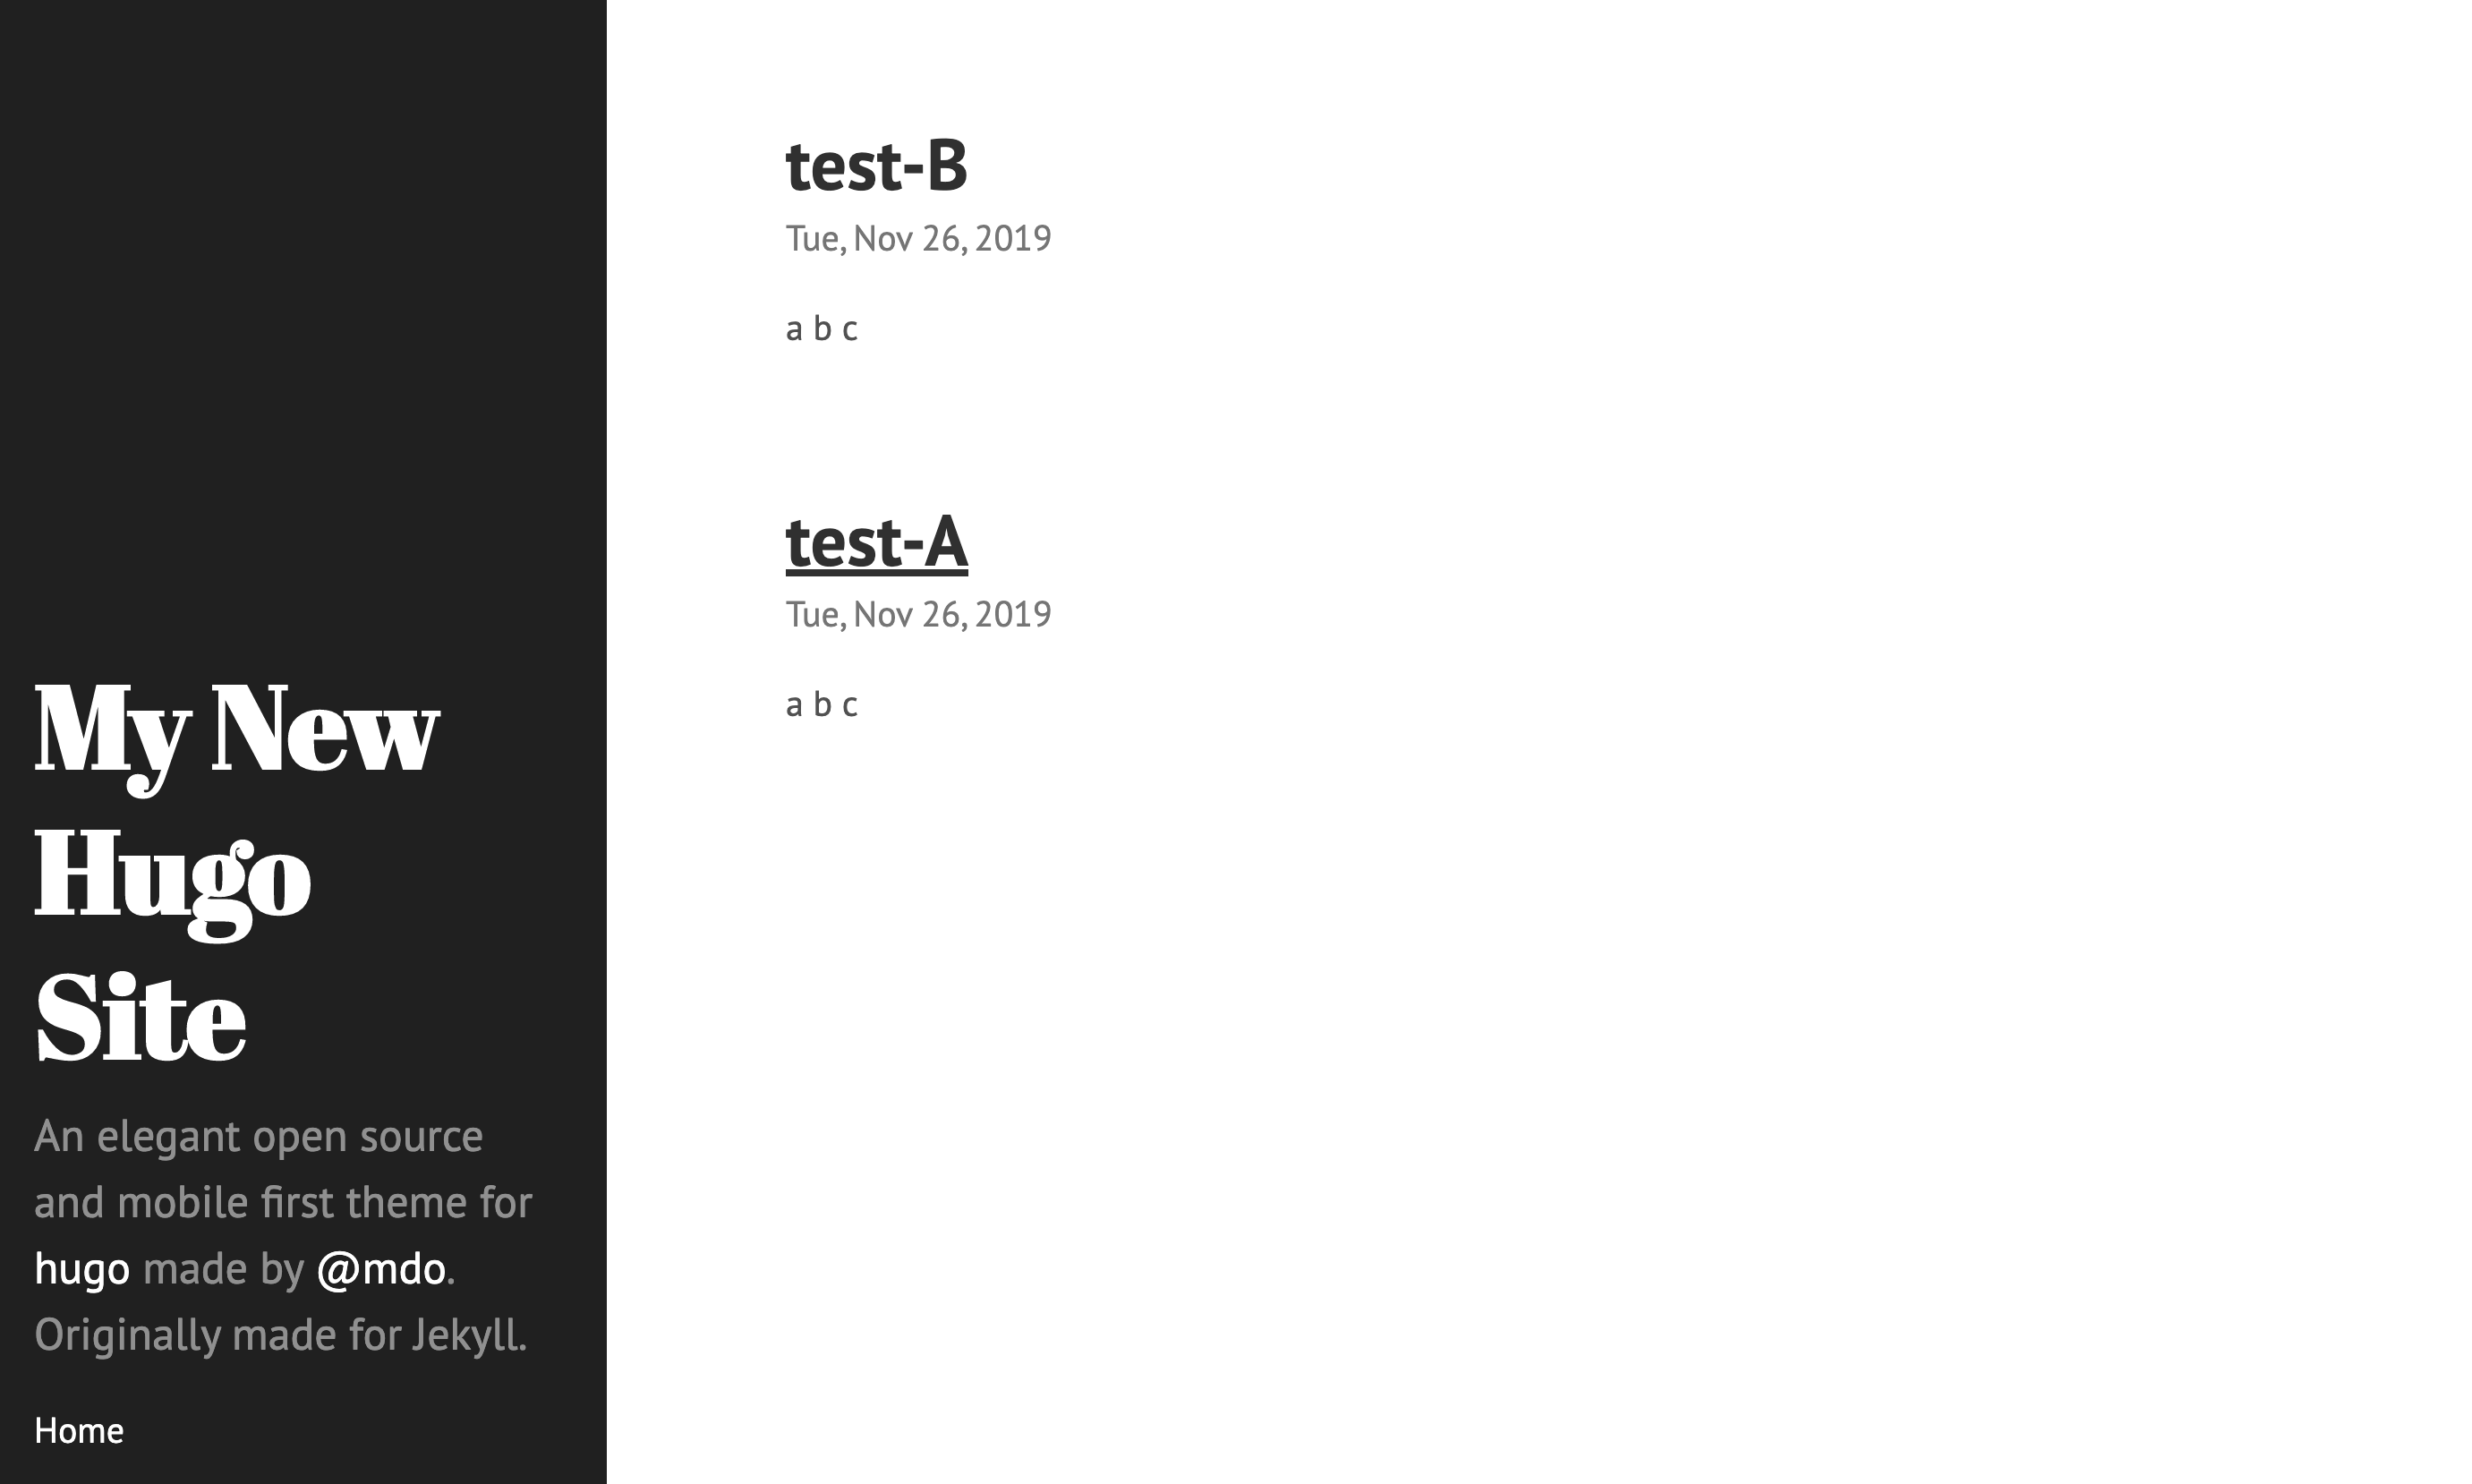 My New
Hugo
Site
An elegant open source
and mobile first theme for
hugo made by @mdo.
Originally made for Jekyll.
Home
test-B
Tue, Nov 26, 2019
a b c
test-A
Tue, Nov 26, 2019
a b c